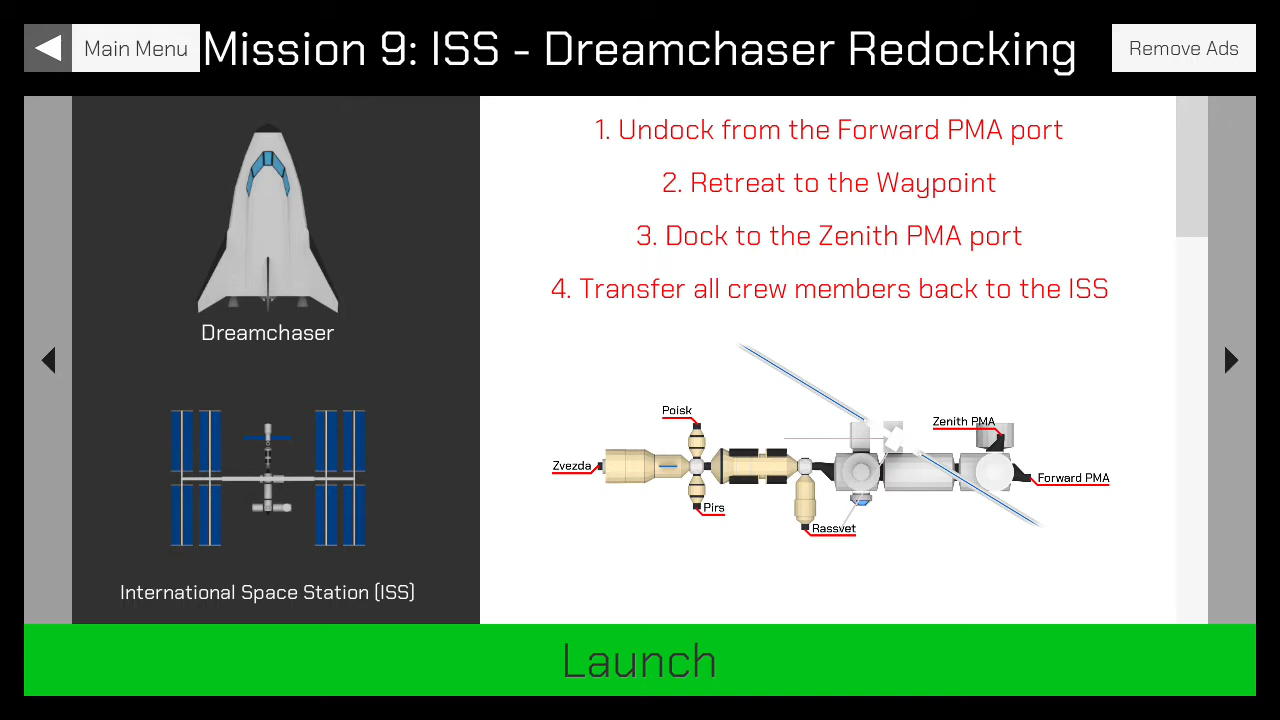 Main Menu
Mission 9: ISS - Dreamchaser Redocking
Remove Ads
Dreamchaser
International Space Station (ISS)
1. Undock from the Forward PMA port
2. Retreat to the Waypoint
3. Dock to the Zenith PMA port
4. Transfer all crew members back to the ISS
Poisk
Zenith PMA
Zvezda
Forward PMA
Pirs
Rassvet
Launch